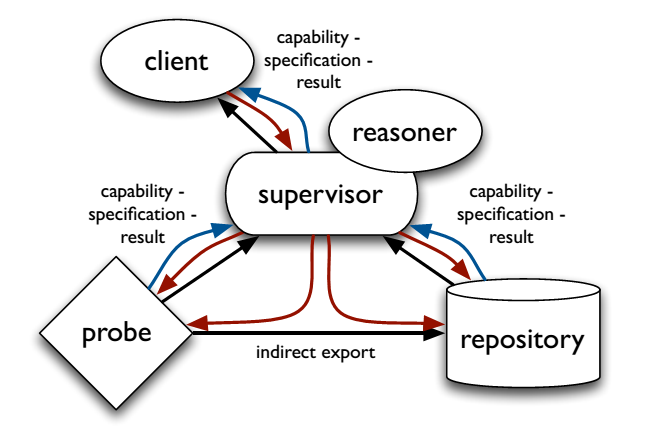 client
capability -
specification -
result
reasoner
supervisor
capability -
specification -
result
capability -
specification -
result
probe
repository
indirect export